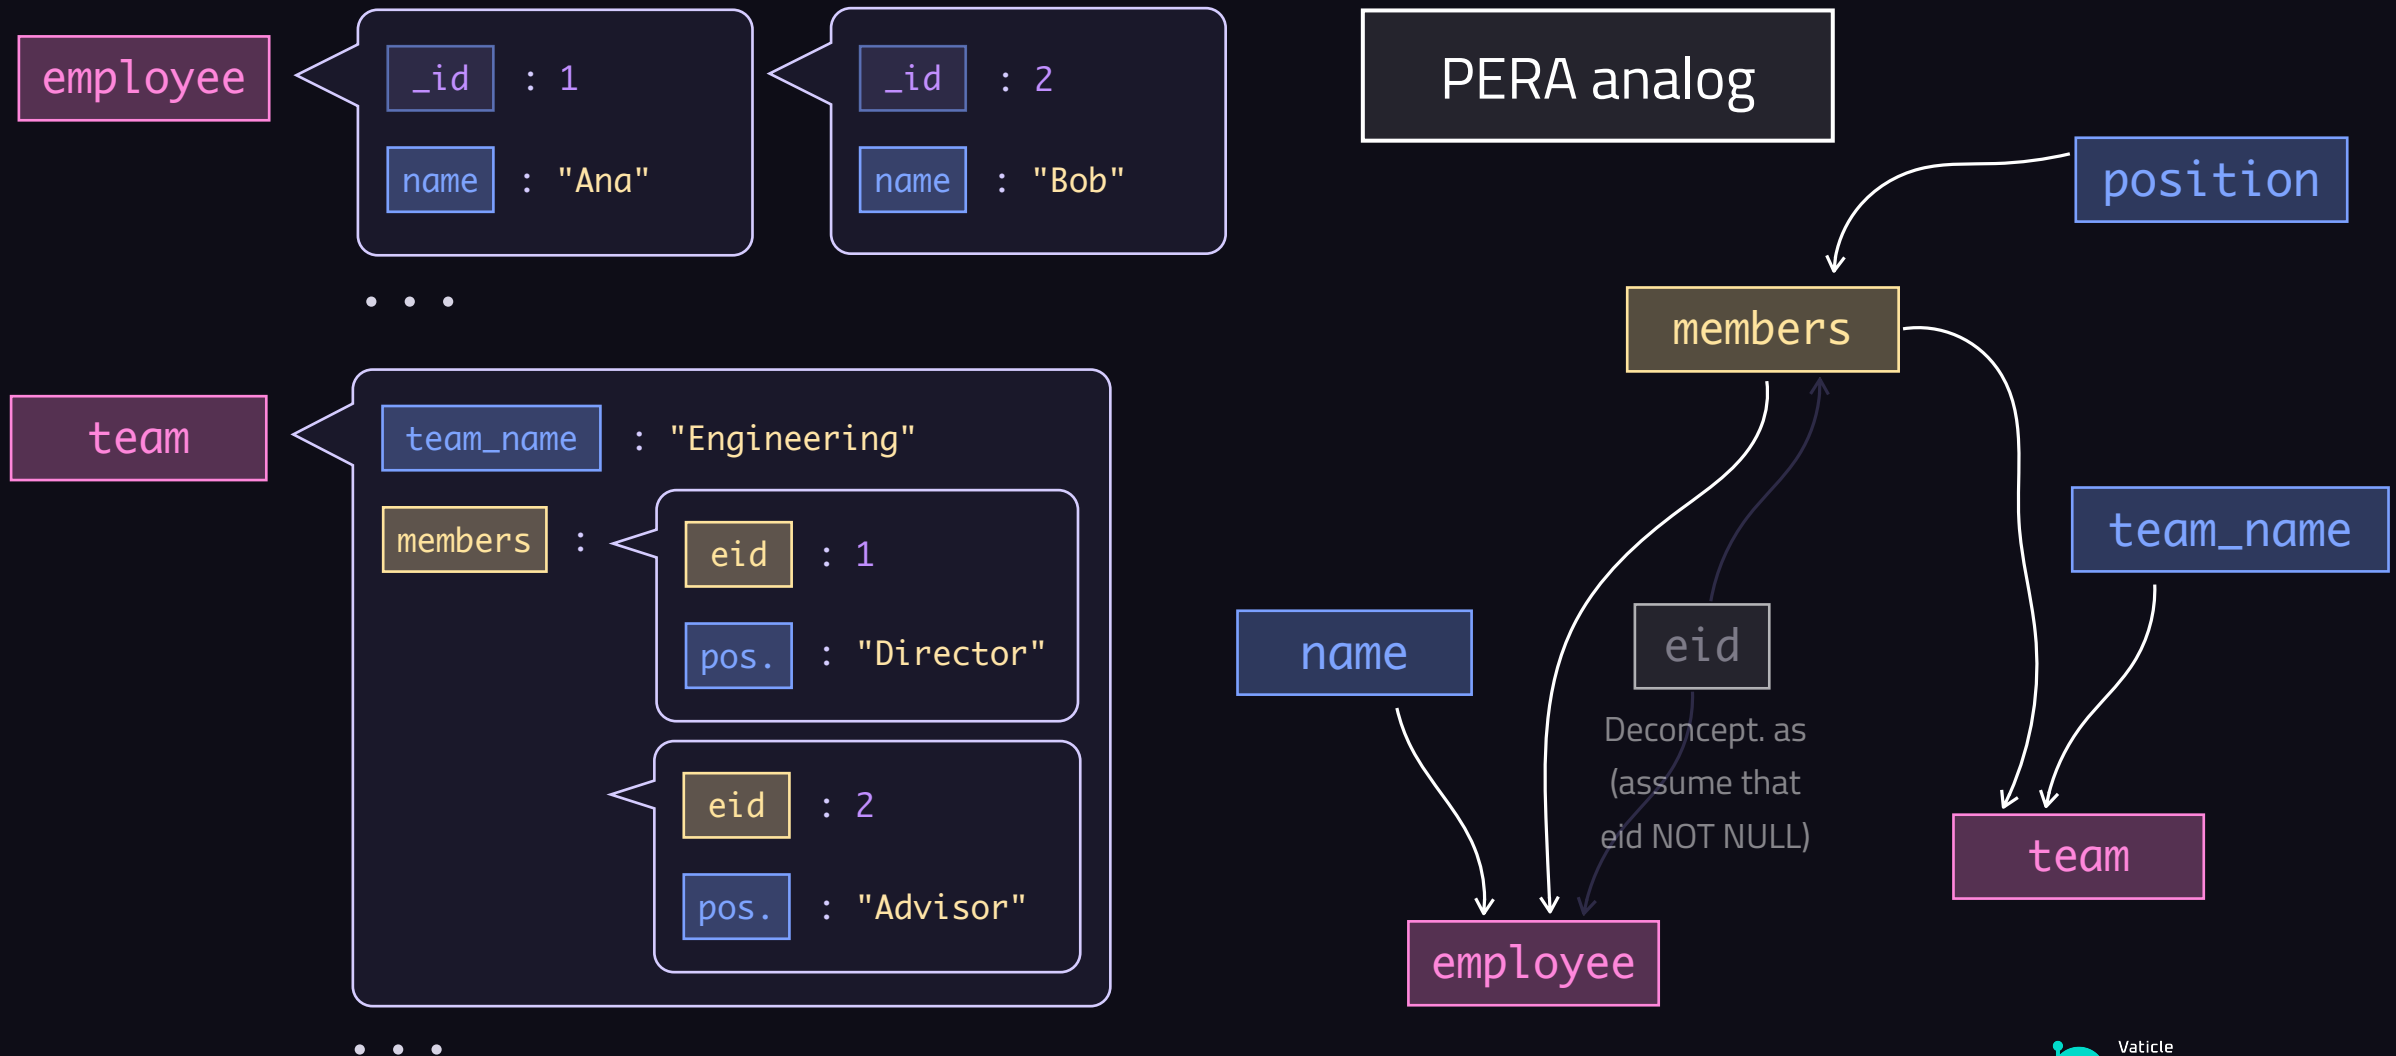 employee
_id : 1
name : "Ana"
_id : 2
name : "Bob"
. . .
team
team_name : "Engineering"
members :
eid : 1
pos. : "Director"
eid : 2
pos. : "Advisor"
. . .
PERA analog
position
members
team_name
name
eid
Deconcept. as
(assume that
eid NOT NULL)
team
employee
Vaticle